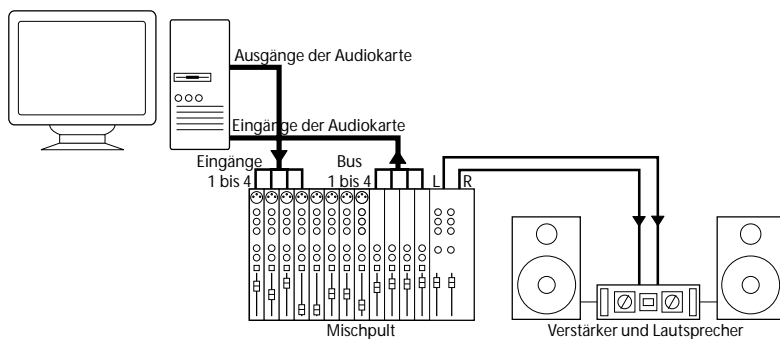 Ausgänge der Audiokarte
Eingänge der Audiokarte
Eingänge
1 bis 4
Bus
1 bis 4
L
R
Mischpult
Verstärker und Lautsprecher